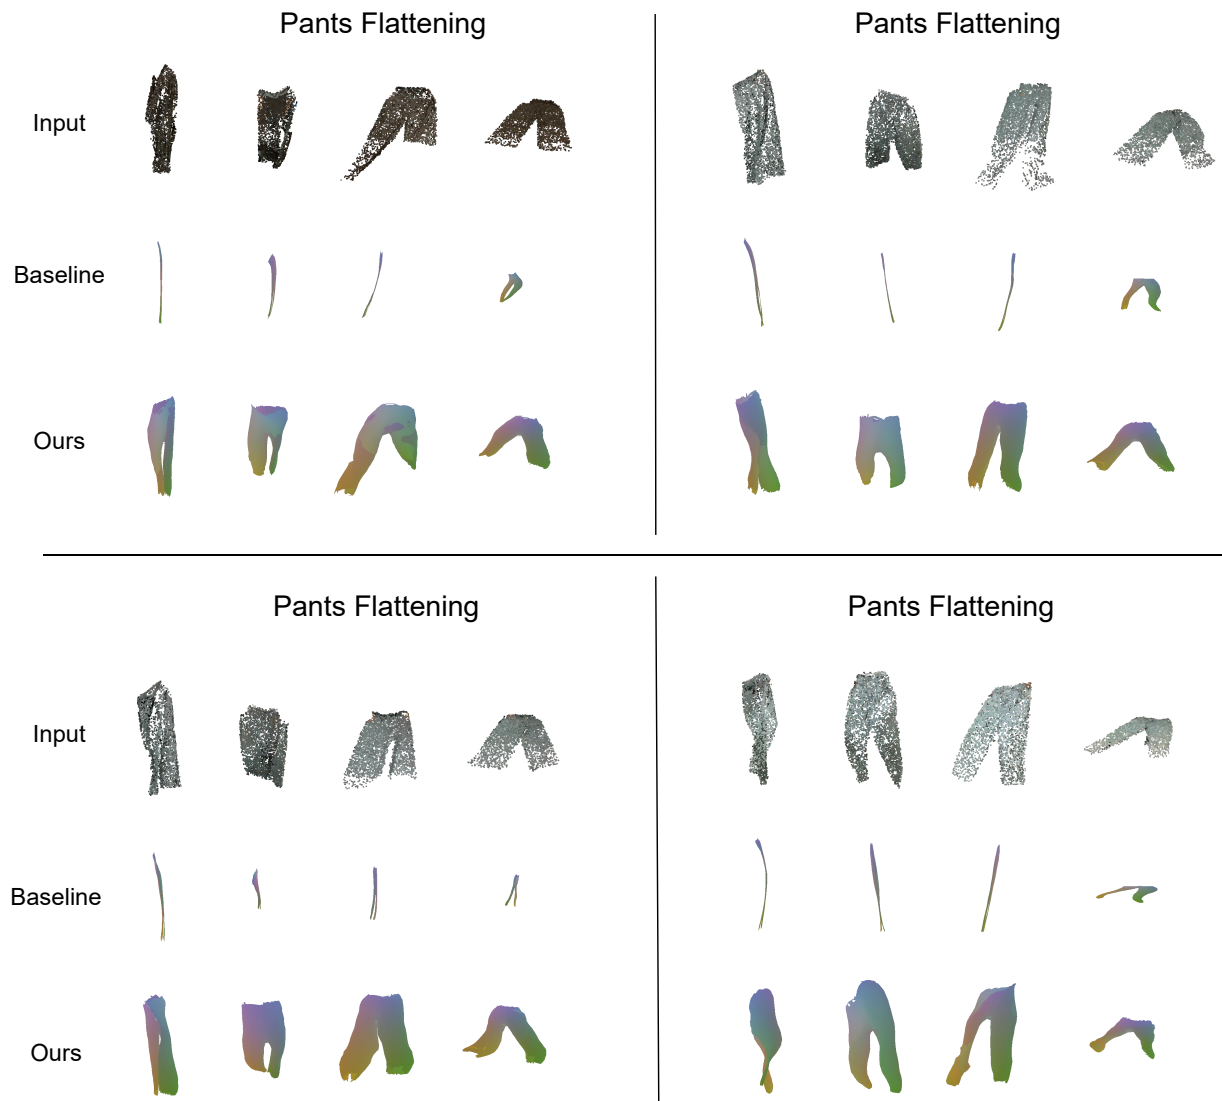 Pants Flattening
Pants Flattening
Input
Baseline
Ours
Pants Flattening
Pants Flattening
Input
Baseline
Ours